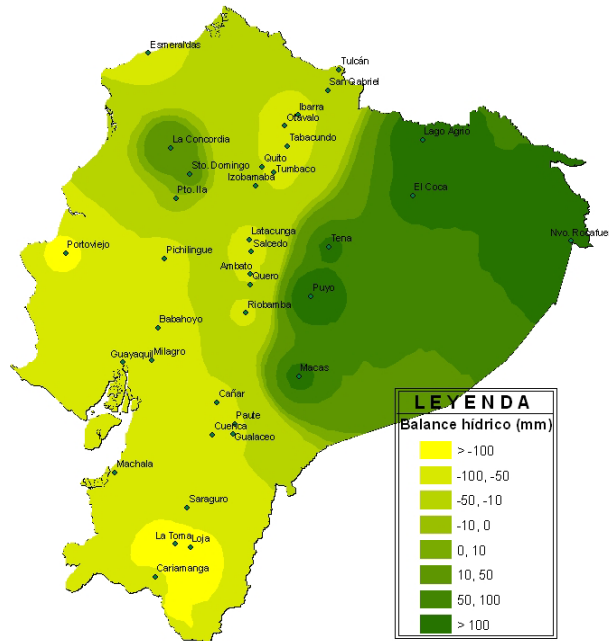 Esmeraldas
Tulcán
San Gabriel
Ibarra
Otavalo
La Concordia
Tabacundo
Lago Agrio
Quito
Sto. Domingo
Tumbaco
Izobamaba
El Coca
Pto. Ila
Latacunga
Tena
Nvo. Rocafue
Portoviejo
Pichilingue
Salcedo
Ambato
Quero
Puyo
Riobamba
Babahoyo
Guayaquil
Milagro
Macas
Cañar
Paute
Cuenca
Gualaceo
Machala
Saraguro
La Toma
Loja
Cariamanga
LEYENDA
Balance hídrico (mm)
> -100
-100, -50
-50, -10
-10, 0
0, 10
10, 50
50, 100
> 100